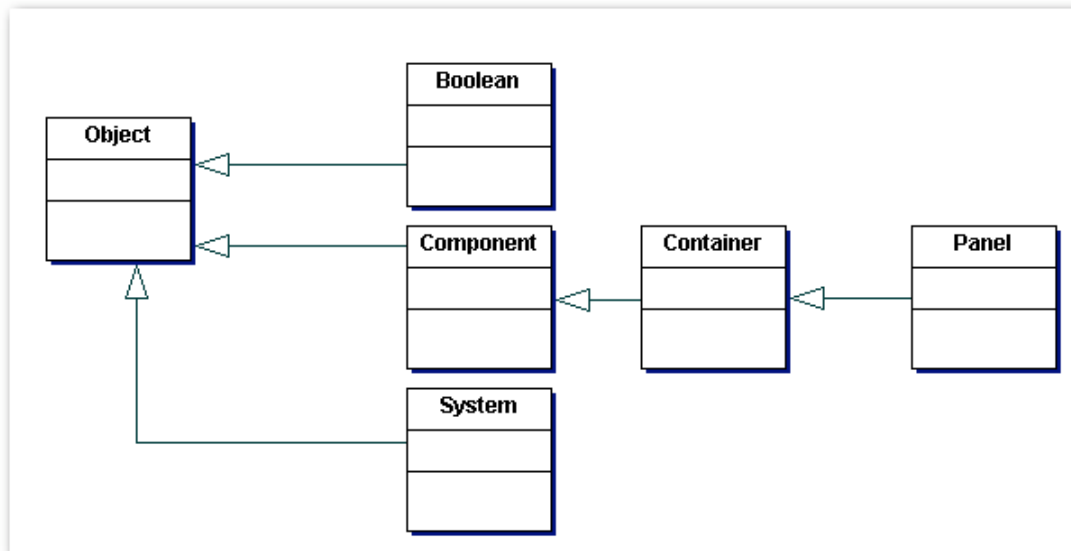 Boolean
Object
Component
Container
Panel
System